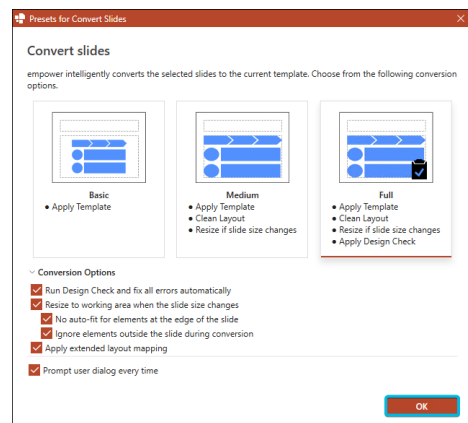 Presets for Convert Slides
Convert slides
empower intelligently converts the selected slides to the current template. Choose from the following conversion
options.
Basic
• Apply Template
Medium
• Apply Template
• Clean Layout
• Resize if slide size changes
Full
• Apply Template
• Clean Layout
• Resize if slide size changes
• Apply Design Check
Conversion Options
Run Design Check and fix all errors automatically
Resize to working area when the slide size changes
No auto-fit for elements at the edge of the slide
Ignore elements outside the slide during conversion
Apply extended layout mapping
Prompt user dialog every time
OK